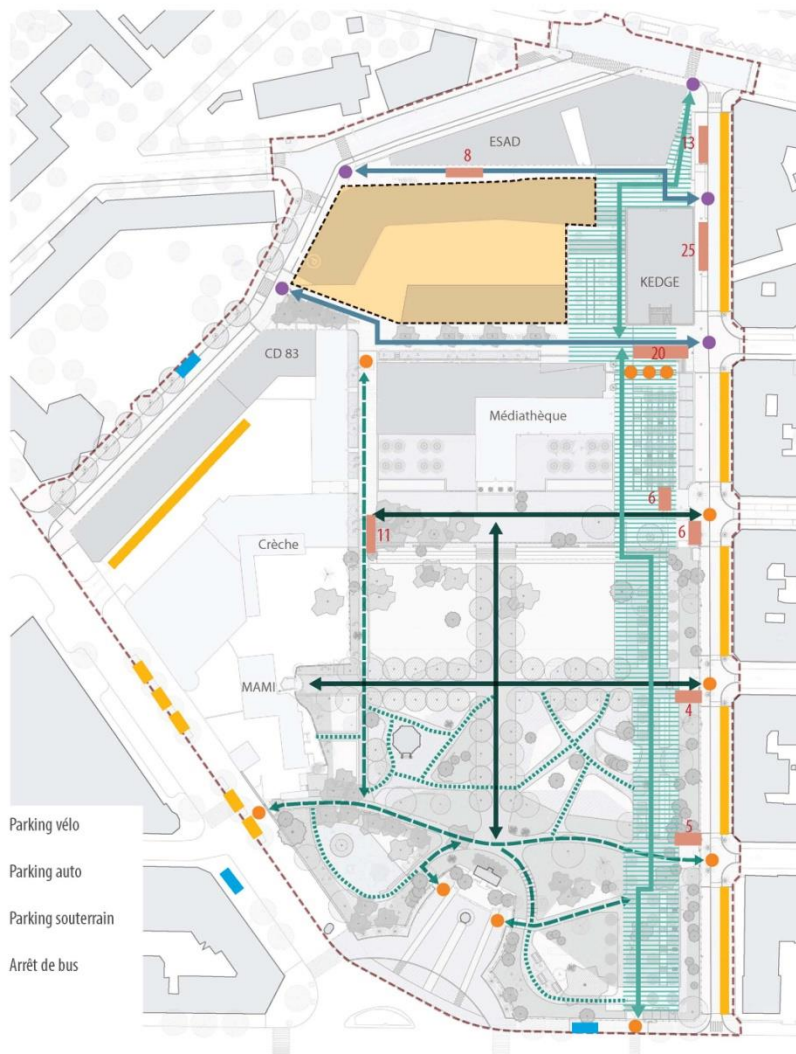 ESAD
8
13
25
KEDGE
20
CD 83
Médiathèque
6
6
11
Crèche
MAMI
4
5
Parking vélo
Parking auto
Parking souterrain
Arrêt de bus